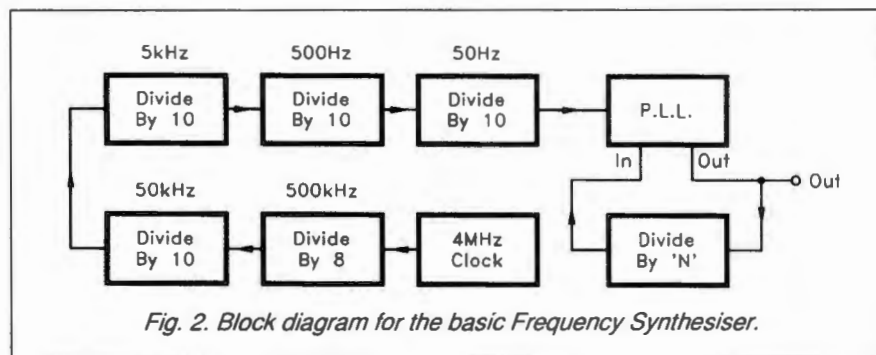 5kHz 500Hz 50Hz
Divide By 10
Divide By 10
Divide By 10
P.L.L.
In Out
Out
50kHz 500kHz
Divide By 10
Divide By 8
4MHz Clock
Divide By 'N'
Fig. 2. Block diagram for the basic Frequency Synthesiser.